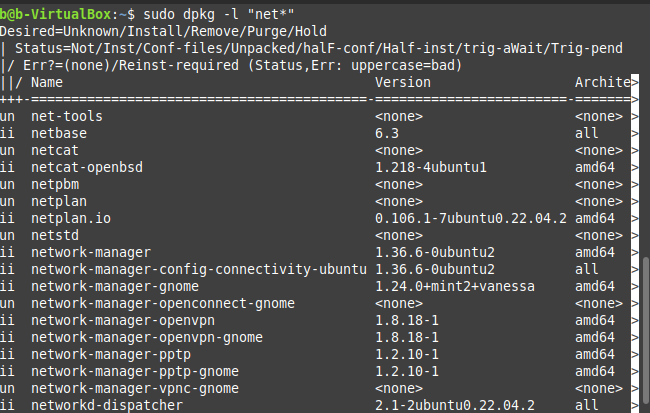 b@b-VirtualBox:~$ sudo dpkg -l "net*"
Desired=Unknown/Install/Remove/Purge/Hold
| Status=Not/Inst/Conf-files/Unpacked/halF-conf/Half-inst/trig-aWait/Trig-pend
|/ Err?=(none)/Reinst-required (Status,Err: uppercase=bad)
||/ Name                                       Version                  Archite>
+++-==========================================-========================-=======>
un  net-tools                                  <none>                   <none> >
ii  netbase                                    6.3                      all    >
un  netcat                                     <none>                   <none> >
ii  netcat-openbsd                             1.218-4ubuntu1           amd64  >
un  netpbm                                     <none>                   <none> >
un  netplan                                    <none>                   <none> >
ii  netplan.io                                 0.106.1-7ubuntu0.22.04.2 amd64  >
un  netstd                                     <none>                   <none> >
ii  network-manager                            1.36.6-0ubuntu2          amd64  >
ii  network-manager-config-connectivity-ubuntu 1.36.6-0ubuntu2          all    >
ii  network-manager-gnome                      1.24.0+mint2+vanessa     amd64  >
un  network-manager-openconnect-gnome          <none>                   <none> >
ii  network-manager-openvpn                    1.8.18-1                 amd64  >
ii  network-manager-openvpn-gnome              1.8.18-1                 amd64  >
ii  network-manager-pptp                       1.2.10-1                 amd64  >
ii  network-manager-pptp-gnome                 1.2.10-1                 amd64  >
un  network-manager-vpnc-gnome                 <none>                   <none> >
ii  networkd-dispatcher                        2.1-2ubuntu0.22.04.2     all    >